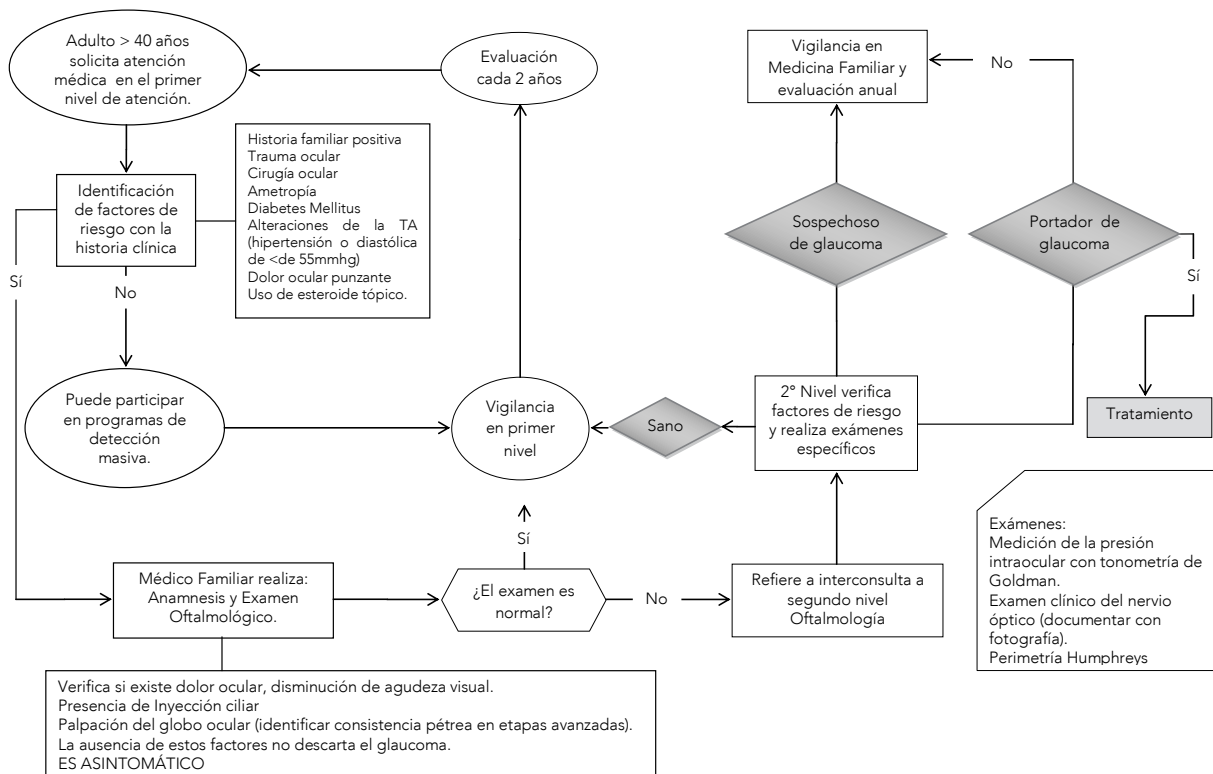 Adulto > 40 años
solicita atención
médica en el primer
nivel de atención.
Evaluación
cada 2 años
Vigilancia en
Medicina Familiar y
evaluación anual
No
Historia familiar positiva
Trauma ocular
Cirugía ocular
Ametropía
Diabetes Mellitus
Alteraciones de la TA
(hipertensión o diastólica
de <de 55mmhg)
Dolor ocular punzante
Uso de esteroide tópico.
Identificación
de factores de
riesgo con la
historia clínica
Sí
No
Sospechoso
de glaucoma
Portador de
glaucoma
Sí
Puede participar
en programas de
detección
masiva.
Vigilancia
en primer
nivel
Sano
2° Nivel verifica
factores de riesgo
y realiza exámenes
específicos
Tratamiento
Sí
Médico Familiar realiza:
Anamnesis y Examen
Oftalmológico.
¿El examen es
normal?
No
Refiere a interconsulta a
segundo nivel
Oftalmología
Exámenes:
Medición de la presión
intraocular con tonometría de
Goldman.
Examen clínico del nervio
óptico (documentar con
fotografía).
Perimetría Humphreys
Verifica si existe dolor ocular, disminución de agudeza visual.
Presencia de Inyección ciliar
Palpación del globo ocular (identificar consistencia pétrea en etapas avanzadas).
La ausencia de estos factores no descarta el glaucoma.
ES ASINTOMÁTICO